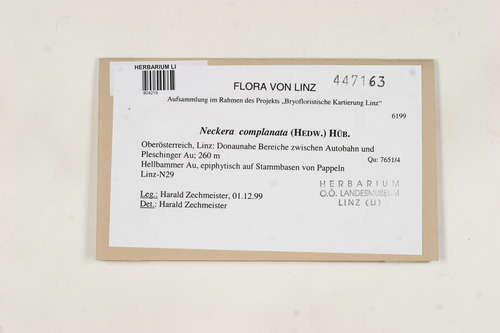 HERBARIUM LI
804219
FLORA VON LINZ
447163
Aufsammlung im Rahmen des Projekts „Bryofloristische Kartierung Linz“
6199
Neckera complanata (HEDW.) HÜB.
Oberösterreich, Linz: Donaunahe Bereiche zwischen Autobahn und
Pleschinger Au; 260 m
Qu: 7651/4
Hellbammer Au, epiphytisch auf Stammbasen von Pappeln
Linz-N29
Leg.: Harald Zechmeister, 01.12.99
Det.: Harald Zechmeister
HERBARIUM
O.Ö. LANDESMUSEUM
LINZ (LI)